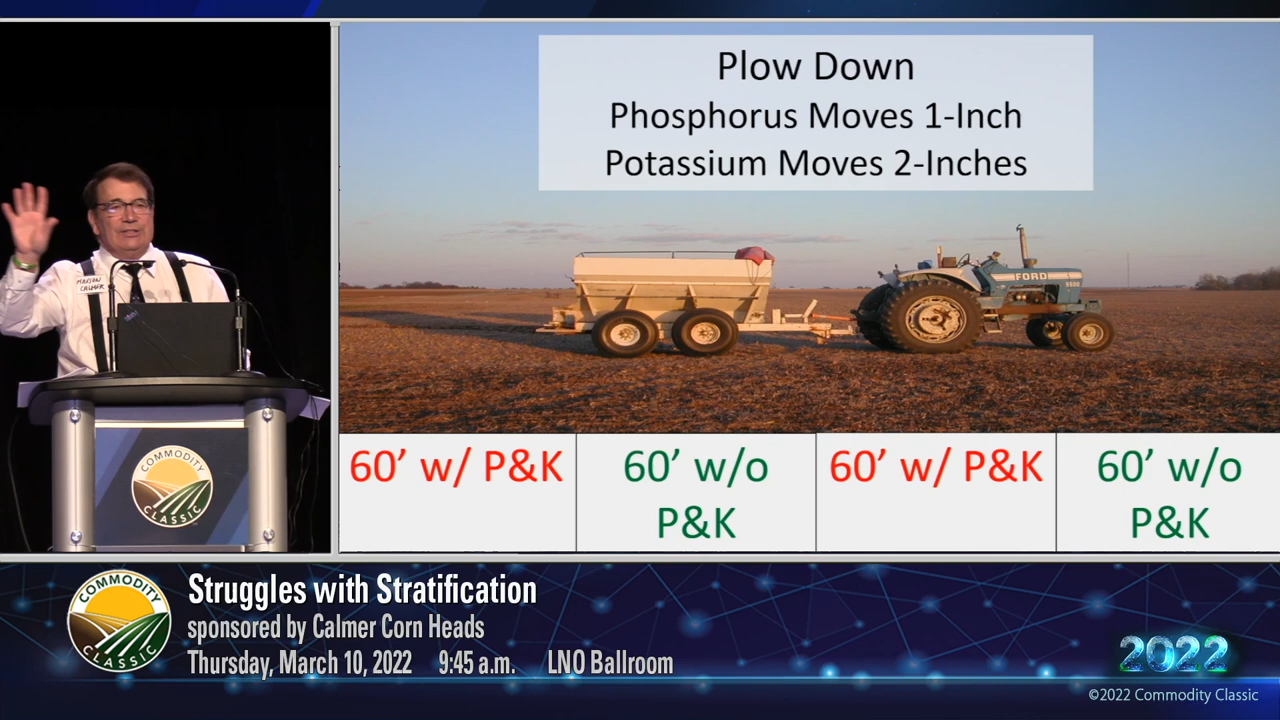 Plow Down
Phosphorus Moves 1-Inch
Potassium Moves 2-Inches
FORD
MARION
CALMER
60’ w/ P&K
60’ w/o
P&K
60’ w/ P&K
60’ w/o
P&K
COMMODITY
CLASSIC
COMMODITY
CLASSIC
Struggles with Stratification
sponsored by Calmer Corn Heads
Thursday, March 10, 2022 9:45 a.m. LNO Ballroom
2022
©2022 Commodity Classic